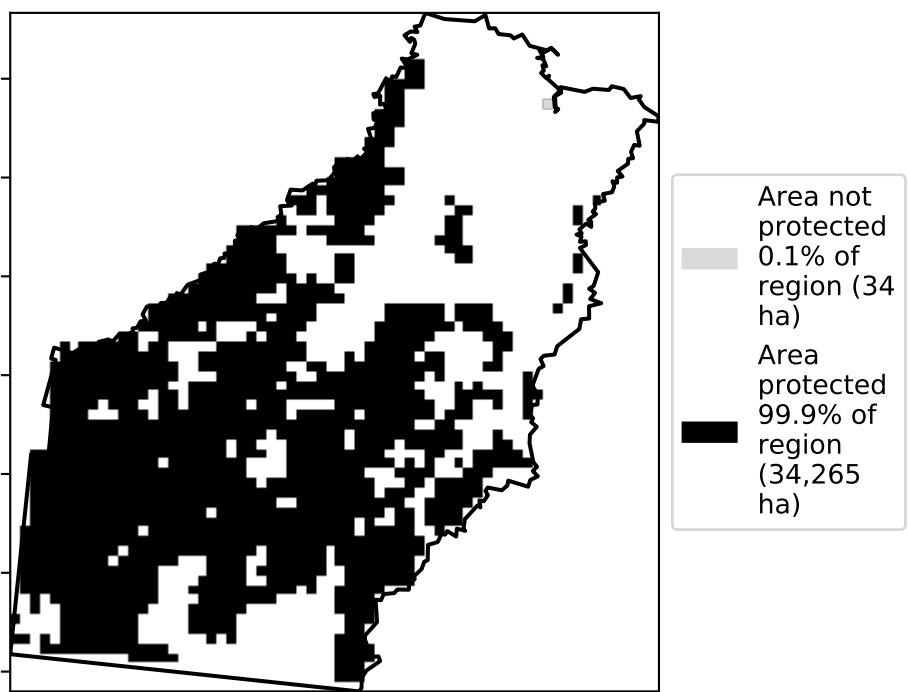 Area not
protected
0.1% of
region (34
ha)
Area
protected
99.9% of
region
(34,265
ha)